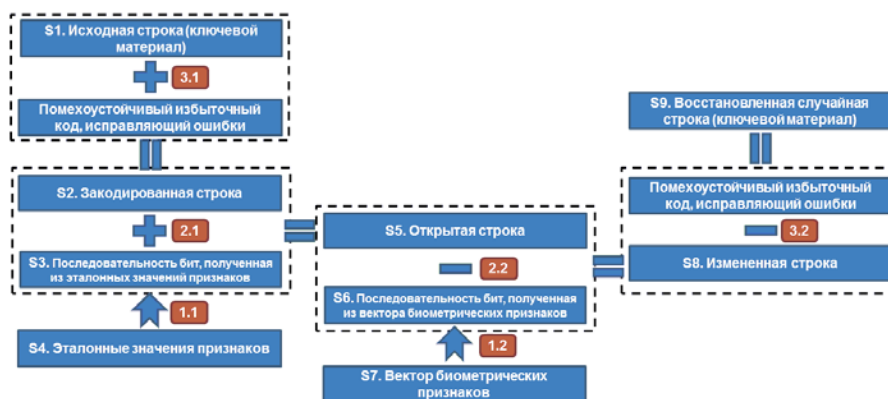 S1. Исходная строка (ключевой
материал)
3.1
Помехоустойчивый избыточный
код, исправляющий ошибки
S2. Закодированная строка
2.1
S3. Последовательность бит, полученная
из эталонных значений признаков
1.1
S4. Эталонные значения признаков
S5. Открытая строка
2.2
S6. Последовательность бит, полученная
из вектора биометрических признаков
1.2
S7. Вектор биометрических
признаков
S9. Восстановленная случайная
строка (ключевой материал)
Помехоустойчивый избыточный
код, исправляющий ошибки
3.2
S8. Измененная строка